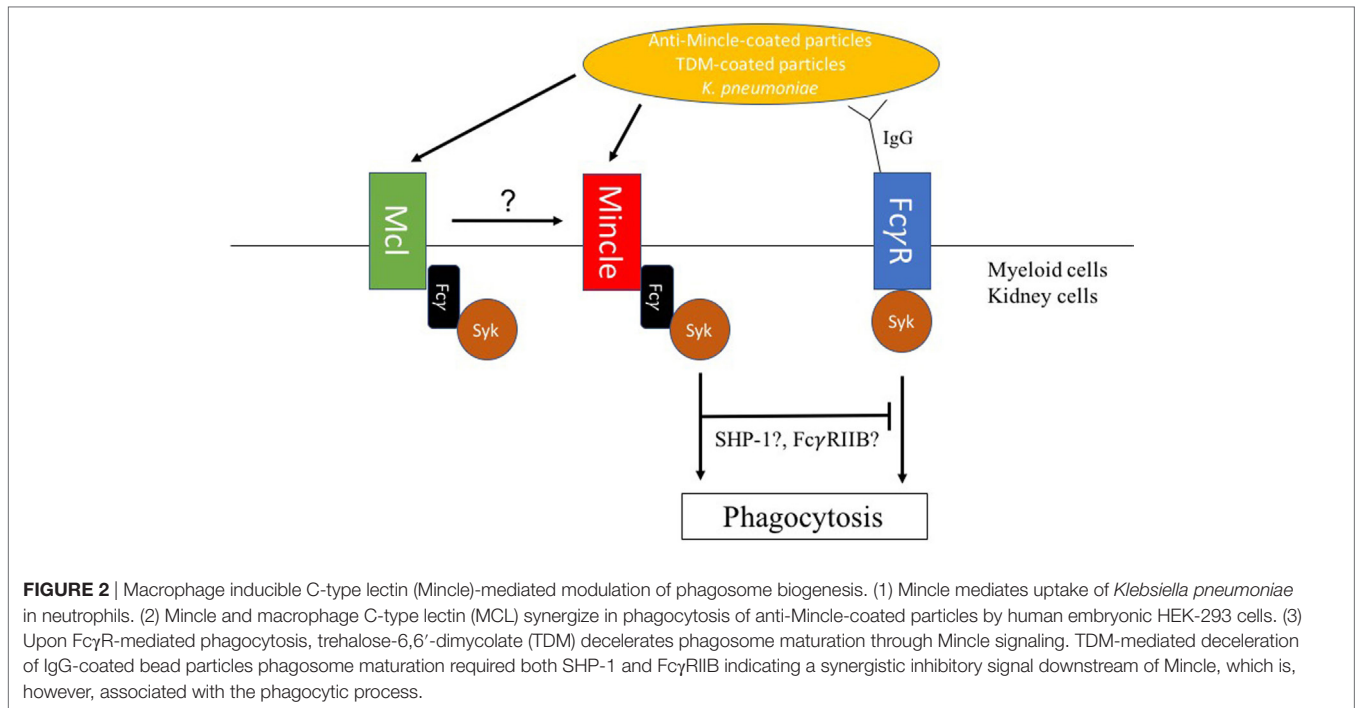 Anti-Mincle-coated particles
TDM-coated particles
K. pneumoniae
IgG
Mcl
?
Mincle
FcγR
Fcγ
Syk
Fcγ
Syk
Syk
Myeloid cells
Kidney cells
SHP-1?, FcγRIIB?
Phagocytosis
FIGURE 2 | Macrophage inducible C-type lectin (Mincle)-mediated modulation of phagosome biogenesis. (1) Mincle mediates uptake of Klebsiella pneumoniae
in neutrophils. (2) Mincle and macrophage C-type lectin (MCL) synergize in phagocytosis of anti-Mincle-coated particles by human embryonic HEK-293 cells. (3)
Upon FcγR-mediated phagocytosis, trehalose-6,6′-dimycolate (TDM) decelerates phagosome maturation through Mincle signaling. TDM-mediated deceleration
of IgG-coated bead particles phagosome maturation required both SHP-1 and FcγRIIB indicating a synergistic inhibitory signal downstream of Mincle, which is,
however, associated with the phagocytic process.